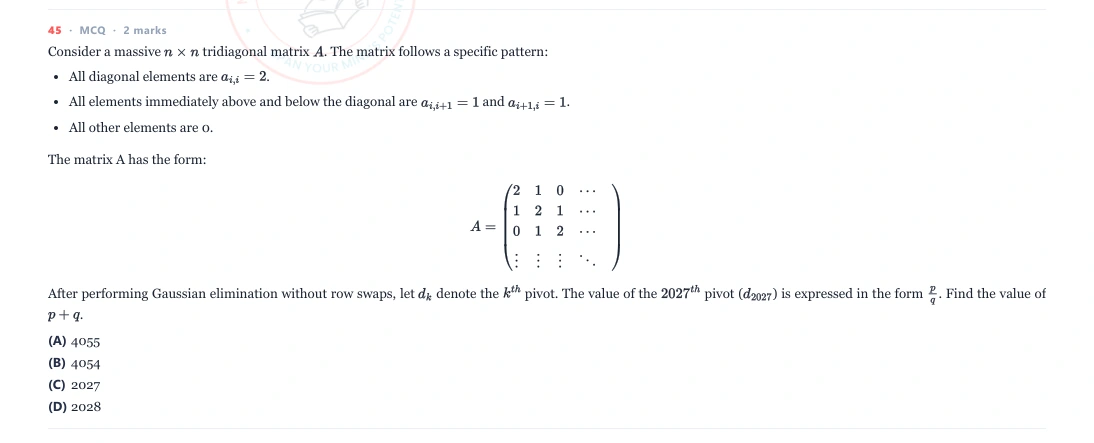 45 · MCQ · 2 marks
Consider a massive n × n tridiagonal matrix A. The matrix follows a specific pattern:
• All diagonal elements are a_{i,i} = 2.
• All elements immediately above and below the diagonal are a_{i,i+1} = 1 and a_{i+1,i} = 1.
• All other elements are 0.
The matrix A has the form:
2 1 0 ⋯
1 2 1 ⋯
A =
0 1 2 ⋯
⋮ ⋮ ⋮ ⋱
After performing Gaussian elimination without row swaps, let d_k denote the k^{th} pivot. The value of the 2027^{th} pivot (d_{2027}) is expressed in the form p/q. Find the value of
p + q.
(A) 4055
(B) 4054
(C) 2027
(D) 2028